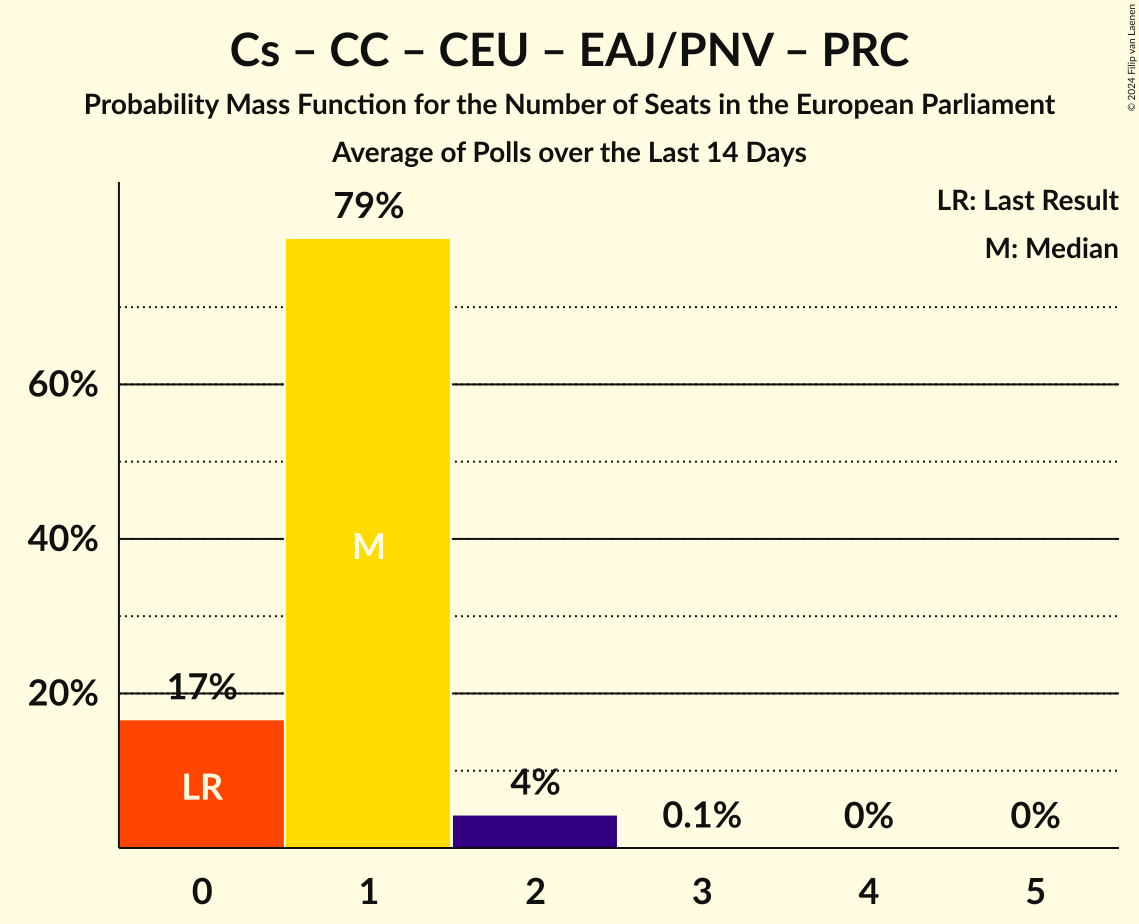 Cs – CC – CEU – EAJ/PNV – PRC
Probability Mass Function for the Number of Seats in the European Parliament
Average of Polls over the Last 14 Days
© 2024 Filip van Laenen
LR: Last Result
M: Median
79%
60%
40%
20%
M
17%
LR
4%
0.1%
0%
0%
0 1 2 3 4 5